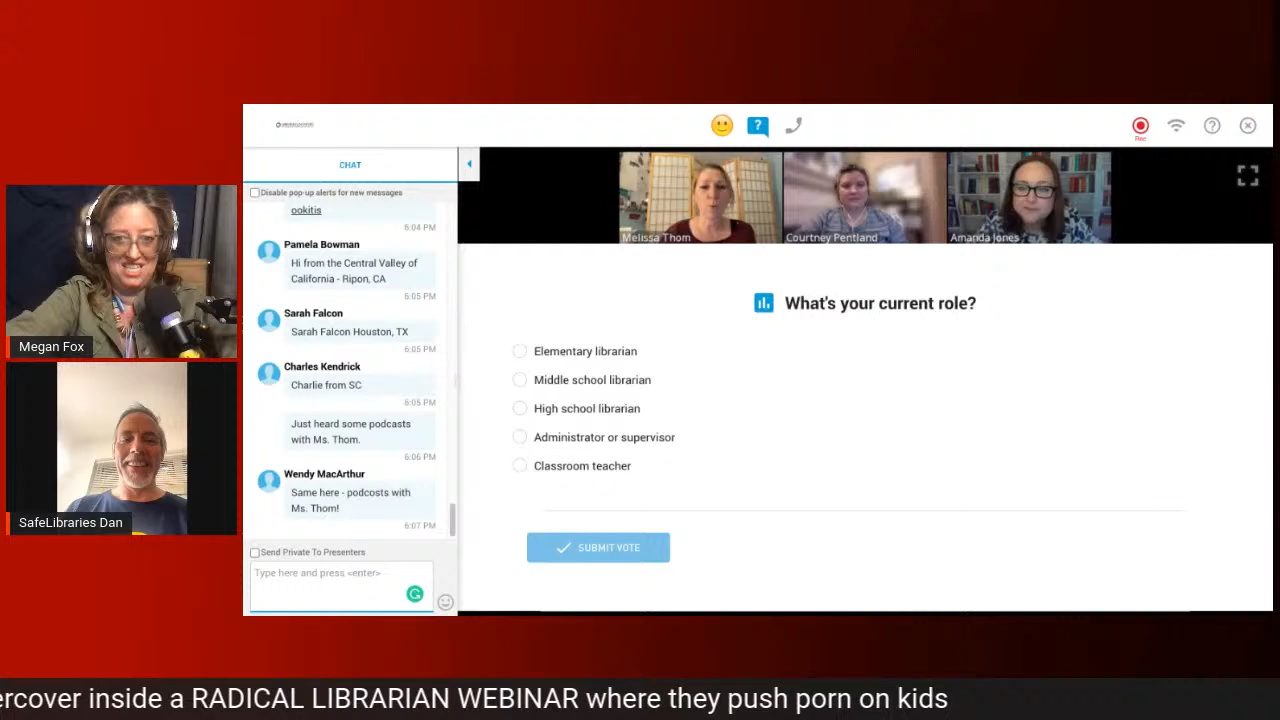 CHAT
Disable pop-up alerts for new messages
ookitis
6:04 PM
Pamela Bowman
Hi from the Central Valley of
California - Ripon, CA
6:05 PM
Sarah Falcon
Sarah Falcon Houston, TX
6:05 PM
Charles Kendrick
Charlie from SC
6:05 PM
Just heard some podcasts
with Ms. Thom.
6:06 PM
Wendy MacArthur
Same here - podcosts with
Ms. Thom!
6:07 PM
Send Private To Presenters
Type here and press <enter>
?
Rec
?
Melissa Thom
Courtney Pentland
Amanda Jones
What's your current role?
Elementary librarian
Middle school librarian
High school librarian
Administrator or supervisor
Classroom teacher
SUBMIT VOTE
Megan Fox
SafeLibraries Dan
ercover inside a RADICAL LIBRARIAN WEBINAR where they push porn on kids